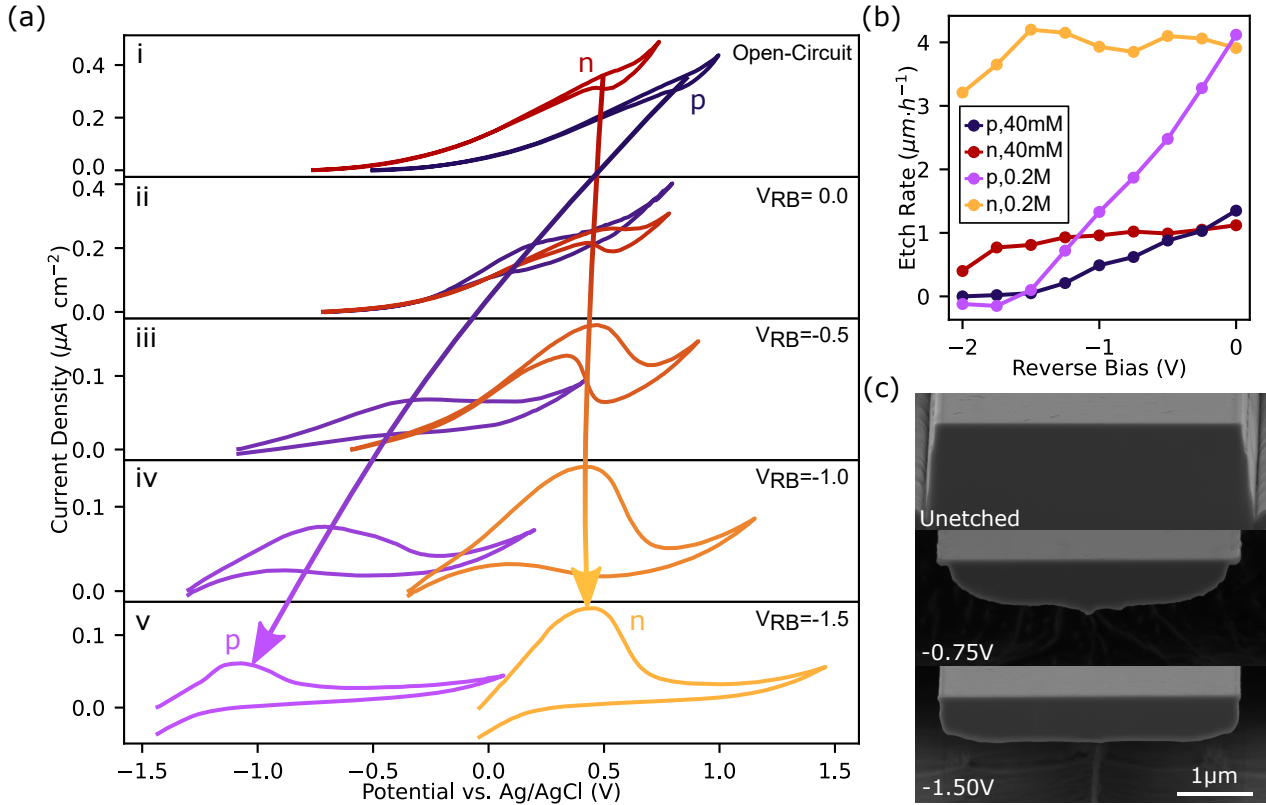 (a)
i
Open-Circuit
n
p
0.4
0.2
0.0
ii
V_RB= 0.0
0.4
0.2
0.0
iii
V_RB=-0.5
0.1
0.0
iv
V_RB=-1.0
0.1
0.0
v
V_RB=-1.5
p
n
0.1
0.0
Current Density (μA cm⁻²)
−1.5 −1.0 −0.5 0.0 0.5 1.0 1.5
Potential vs. Ag/AgCl (V)
(b)
Etch Rate (μm·h⁻¹)
4
3
2
1
0
p,40mM
n,40mM
p,0.2M
n,0.2M
−2 −1 0
Reverse Bias (V)
(c)
Unetched
-0.75V
-1.50V
1μm